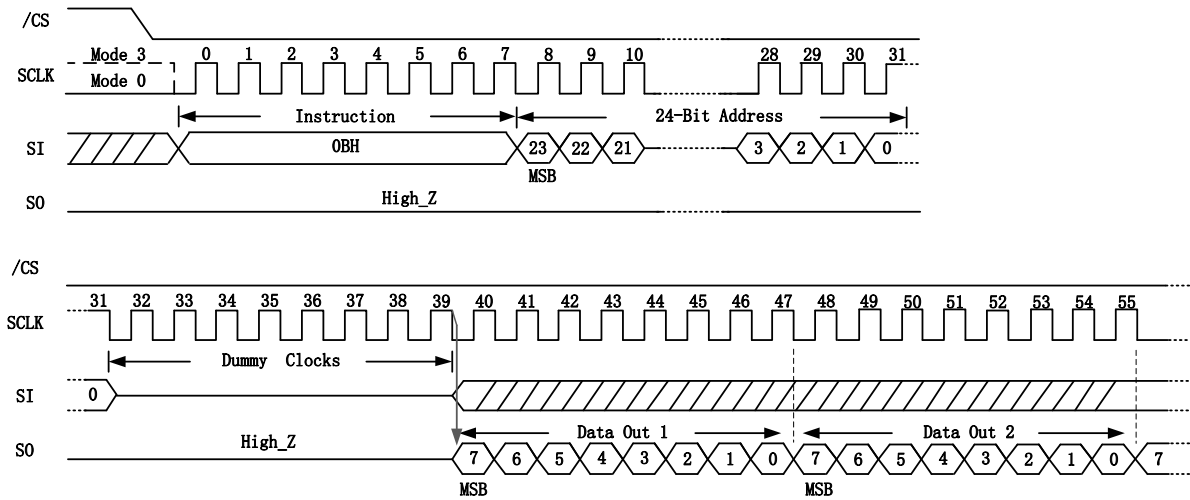 /CS
Mode 3
0 1 2 3 4 5 6 7 8 9 10 28 29 30 31
SCLK
Mode 0
Instruction 24-Bit Address
SI 0BH 23 22 21 3 2 1 0
MSB
High_Z
SO
/CS
31 32 33 34 35 36 37 38 39 40 41 42 43 44 45 46 47 48 49 50 51 52 53 54 55
SCLK
Dummy Clocks
SI 0
Data Out 1 Data Out 2
High_Z
SO 7 6 5 4 3 2 1 0 7 6 5 4 3 2 1 0 7
MSB MSB